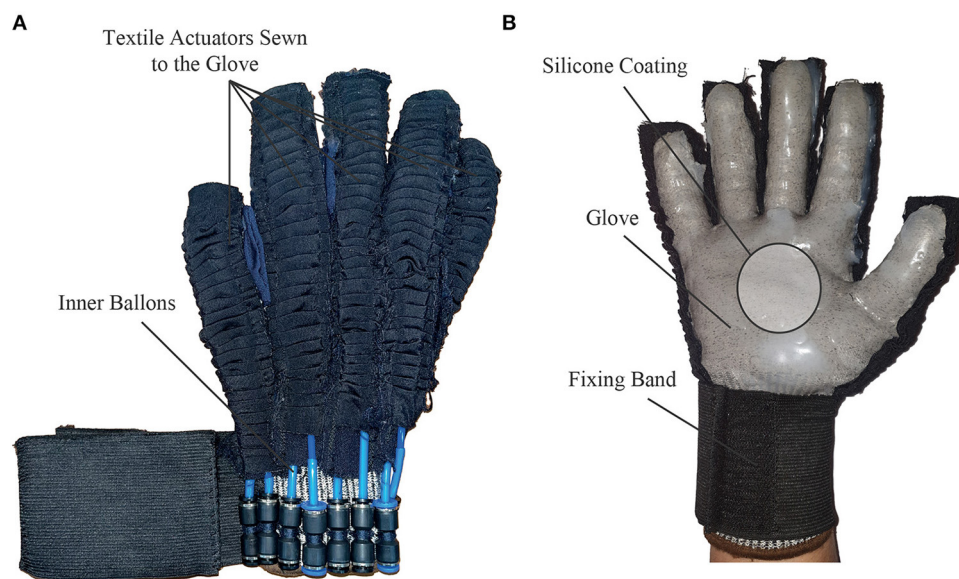 A
Textile Actuators Sewn
to the Glove
Inner Ballons
B
Silicone Coating
Glove
Fixing Band